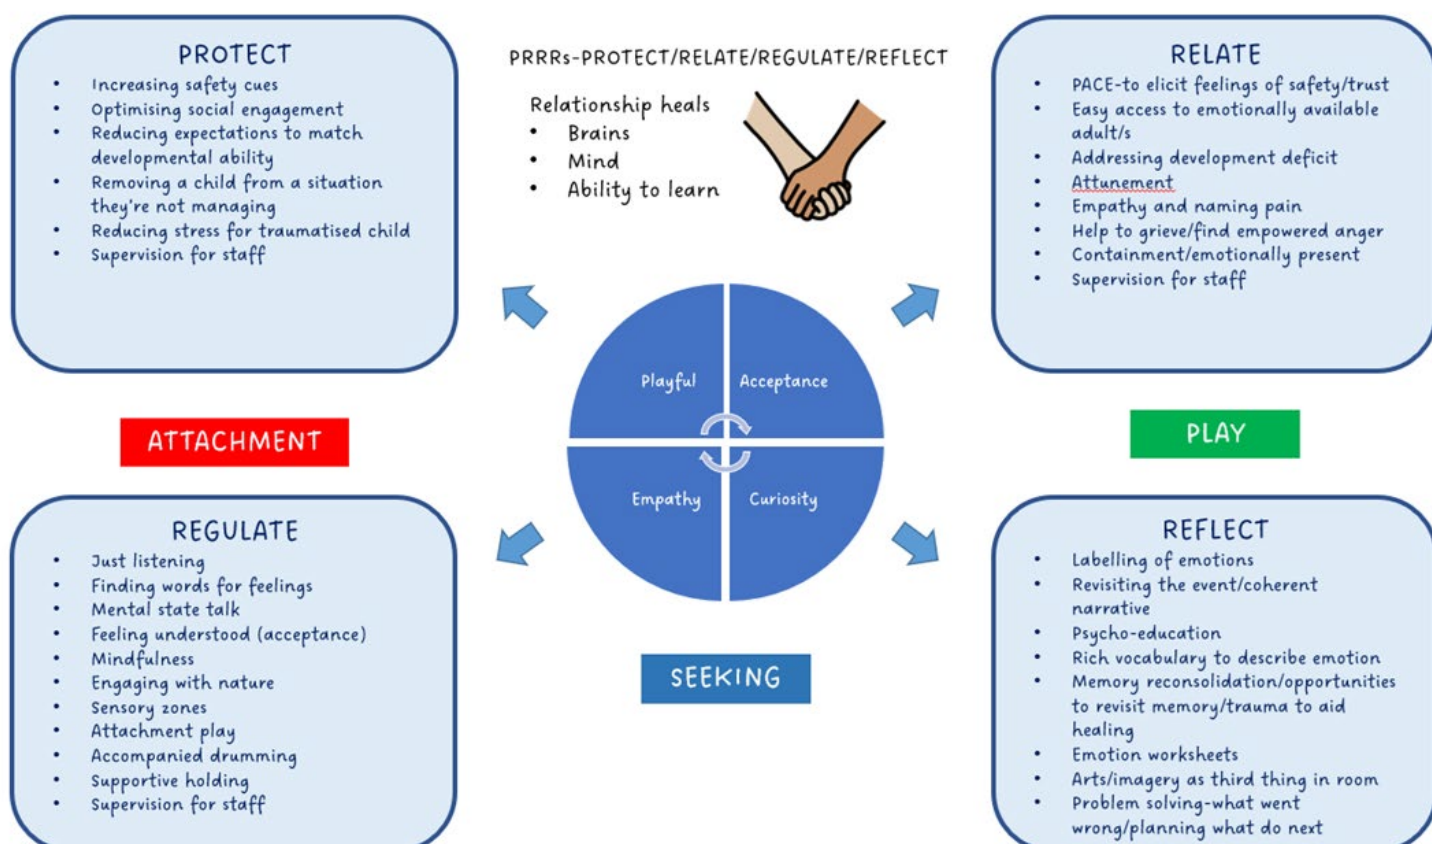 PROTECT
• Increasing safety cues
• Optimising social engagement
• Reducing expectations to match
developmental ability
• Removing a child from a situation
they're not managing
• Reducing stress for traumatised child
• Supervision for staff
PRRRs-PROTECT/RELATE/REGULATE/REFLECT
Relationship heals
• Brains
• Mind
• Ability to learn
RELATE
• PACE-to elicit feelings of safety/trust
• Easy access to emotionally available
adult/s
• Addressing development deficit
• Attunement
• Empathy and naming pain
• Help to grieve/find empowered anger
• Containment/emotionally present
• Supervision for staff
Playful
Acceptance
Empathy
Curiosity
ATTACHMENT
PLAY
SEEKING
REGULATE
• Just listening
• Finding words for feelings
• Mental state talk
• Feeling understood (acceptance)
• Mindfulness
• Engaging with nature
• Sensory zones
• Attachment play
• Accompanied drumming
• Supportive holding
• Supervision for staff
REFLECT
• Labelling of emotions
• Revisiting the event/coherent
narrative
• Psycho-education
• Rich vocabulary to describe emotion
• Memory reconsolidation/opportunities
to revisit memory/trauma to aid
healing
• Emotion worksheets
• Arts/imagery as third thing in room
• Problem solving-what went
wrong/planning what do next